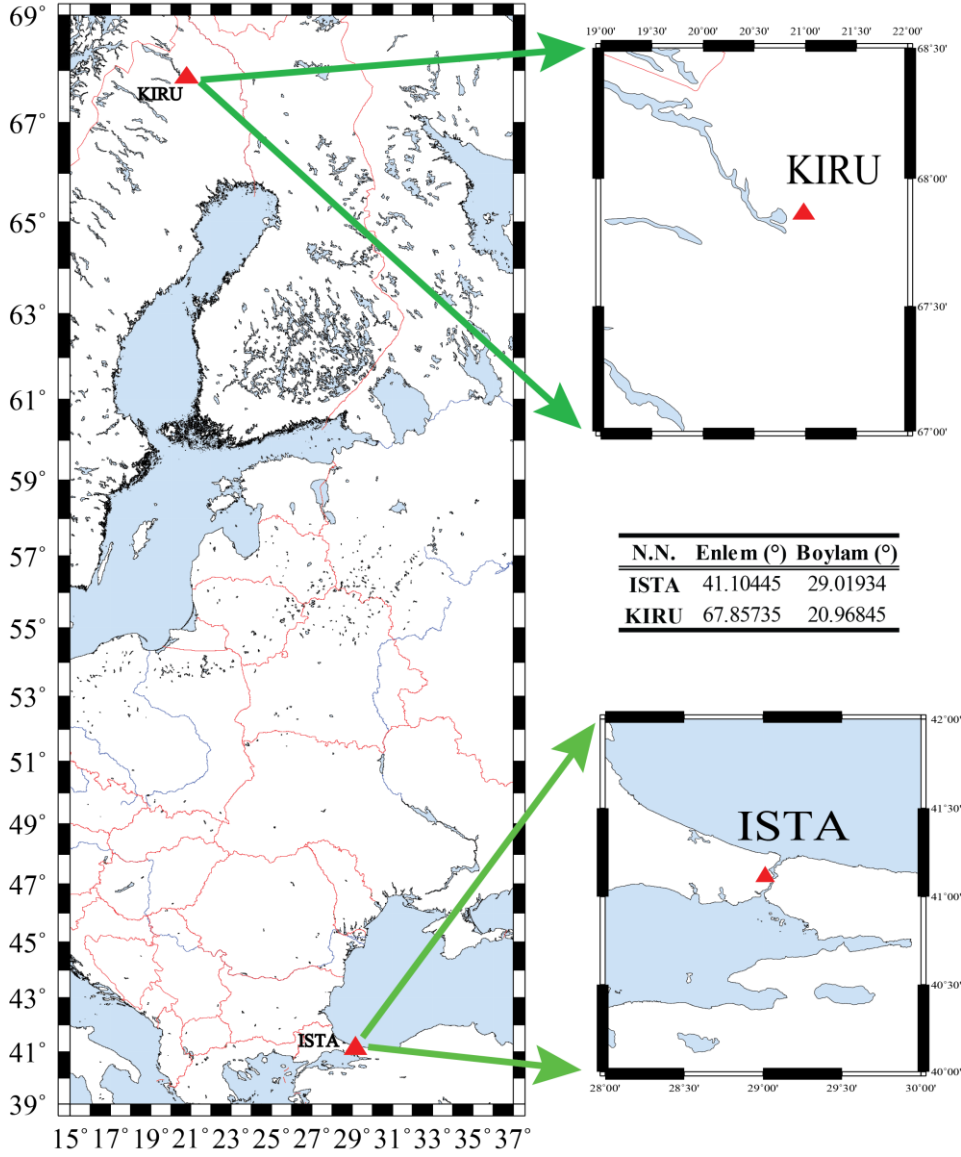 69°
67°
65°
63°
61°
59°
57°
55°
53°
51°
49°
47°
45°
43°
41°
39°
15° 17° 19° 21° 23° 25° 27° 29° 31° 33° 35° 37°
KIRU
ISTA
19°00' 19°30' 20°00' 20°30' 21°00' 21°30' 22°00'
68°30'
68°00'
67°30'
67°00'
KIRU
N.N. Enlem (°) Boylam (°)
ISTA 41.10445 29.01934
KIRU 67.85735 20.96845
42°00'
41°30'
41°00'
40°30'
40°00'
ISTA
28°00' 28°30' 29°00' 29°30' 30°00'